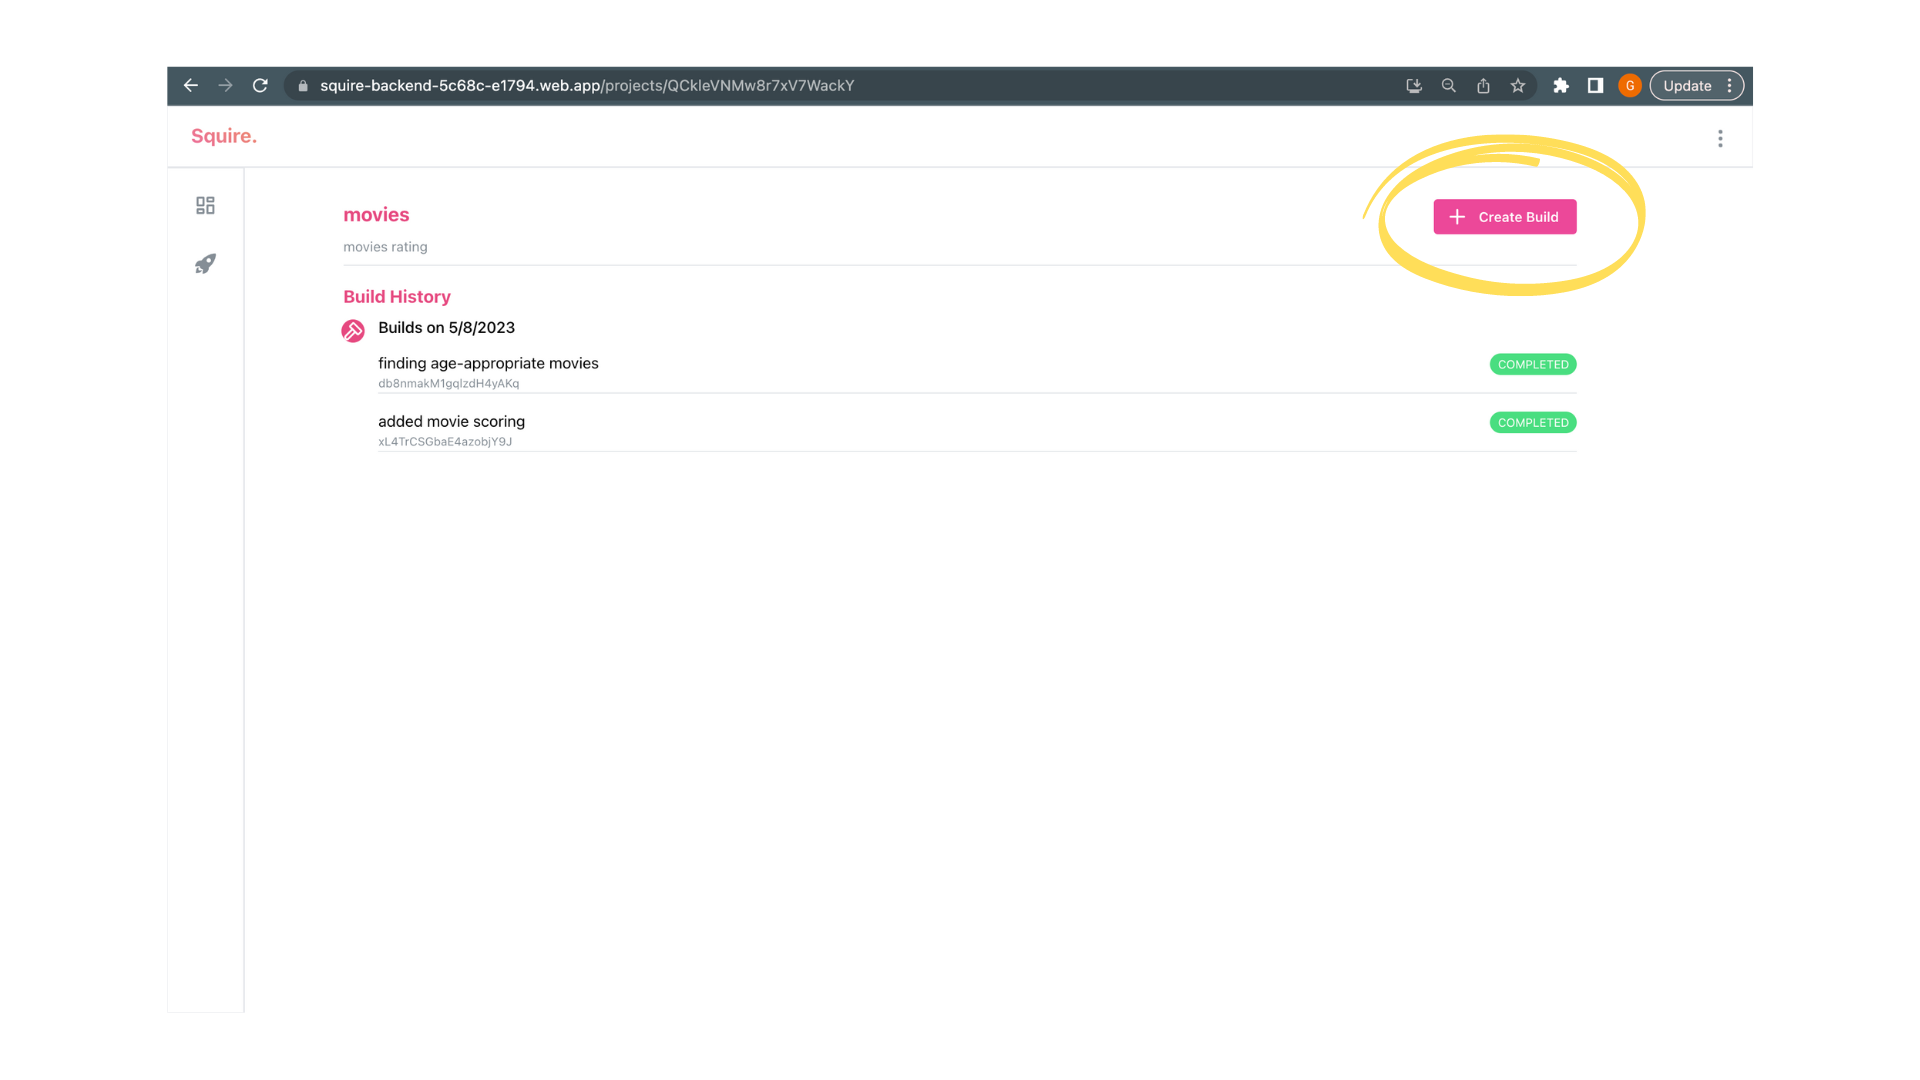 squire-backend-5c68c-e1794.web.app/projects/QCkleVNMw8r7xV7WackY
G
Update
Squire.
movies
Create Build
movies rating
Build History
Builds on 5/8/2023
finding age-appropriate movies
COMPLETED
db8nmakM1gqlzdH4yAKq
added movie scoring
COMPLETED
xL4TrCSGbaE4azobjY9J